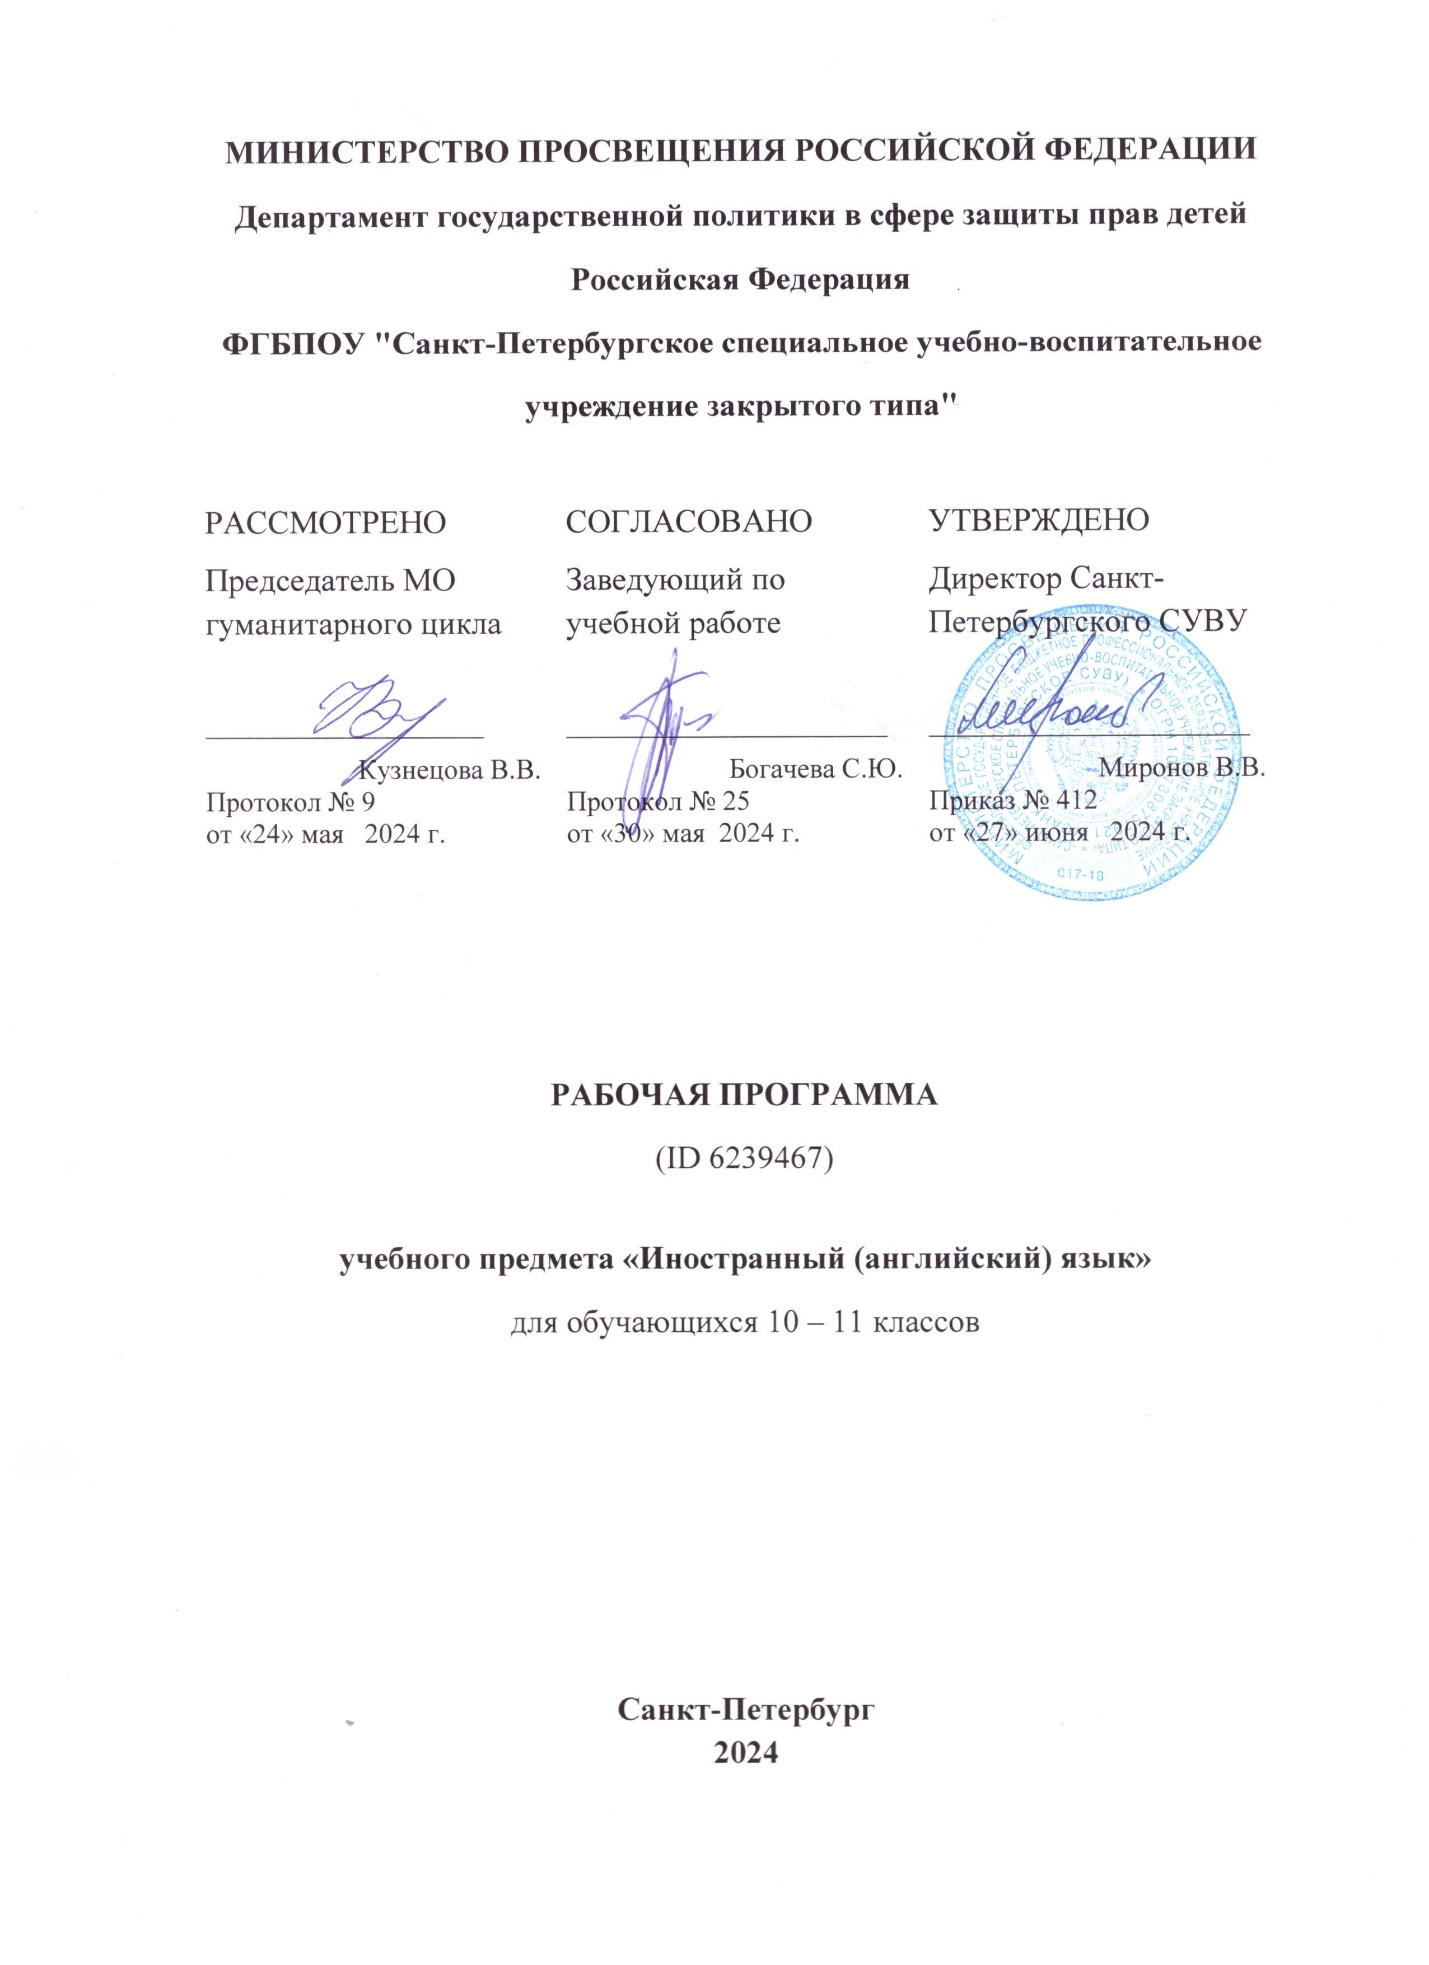 МИНИСТЕРСТВО ПРОСВЕЩЕНИЯ РОССИЙСКОЙ ФЕДЕРАЦИИ
Департамент государственной политики в сфере защиты прав детей
Российская Федерация
ФГБПОУ "Санкт-Петербургское специальное учебно-воспитательное
учреждение закрытого типа"
РАССМОТРЕНО
Председатель МО
гуманитарного цикла
Кузнецова В.В.
Протокол № 9
от «24» мая 2024 г.
СОГЛАСОВАНО
Заведующий по
учебной работе
Богачева С.Ю.
Протокол № 25
от «30» мая 2024 г.
УТВЕРЖДЕНО
Директор Санкт-
Петербургского СУВУ
Миронов В.В.
Приказ № 412
от «27» июня 2024 г.
017-18
РАБОЧАЯ ПРОГРАММА
(ID 6239467)
учебного предмета «Иностранный (английский) язык»
для обучающихся 10 – 11 классов
Санкт-Петербург
2024